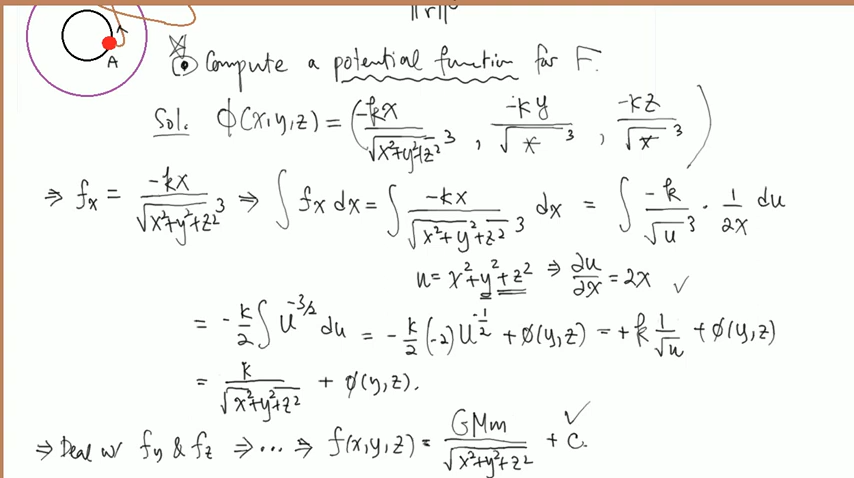 ‖r‖³
A
Compute a potential function for F.
Sol. ϕ(x,y,z) = (-kx/√(x²+y²+z²)³, -ky/√(*)³, -kz/√(*)³)
⇒ fx = -kx/√(x²+y²+z²)³ ⇒ ∫ fx dx = ∫ -kx/√(x²+y²+z²)³ dx = ∫ -k/√u³ · 1/2x du
u = x²+y²+z² ⇒ ∂u/∂x = 2x ✓
= -k/2 ∫ u^(-3/2) du = -k/2 (-2) u^(-1/2) + ϕ(y,z) = +k 1/√u + ϕ(y,z)
= k/√(x²+y²+z²) + ϕ(y,z).
⇒ Deal w/ fy & fz ⇒ ... ⇒ f(x,y,z) = GMm/√(x²+y²+z²) + C. ✓